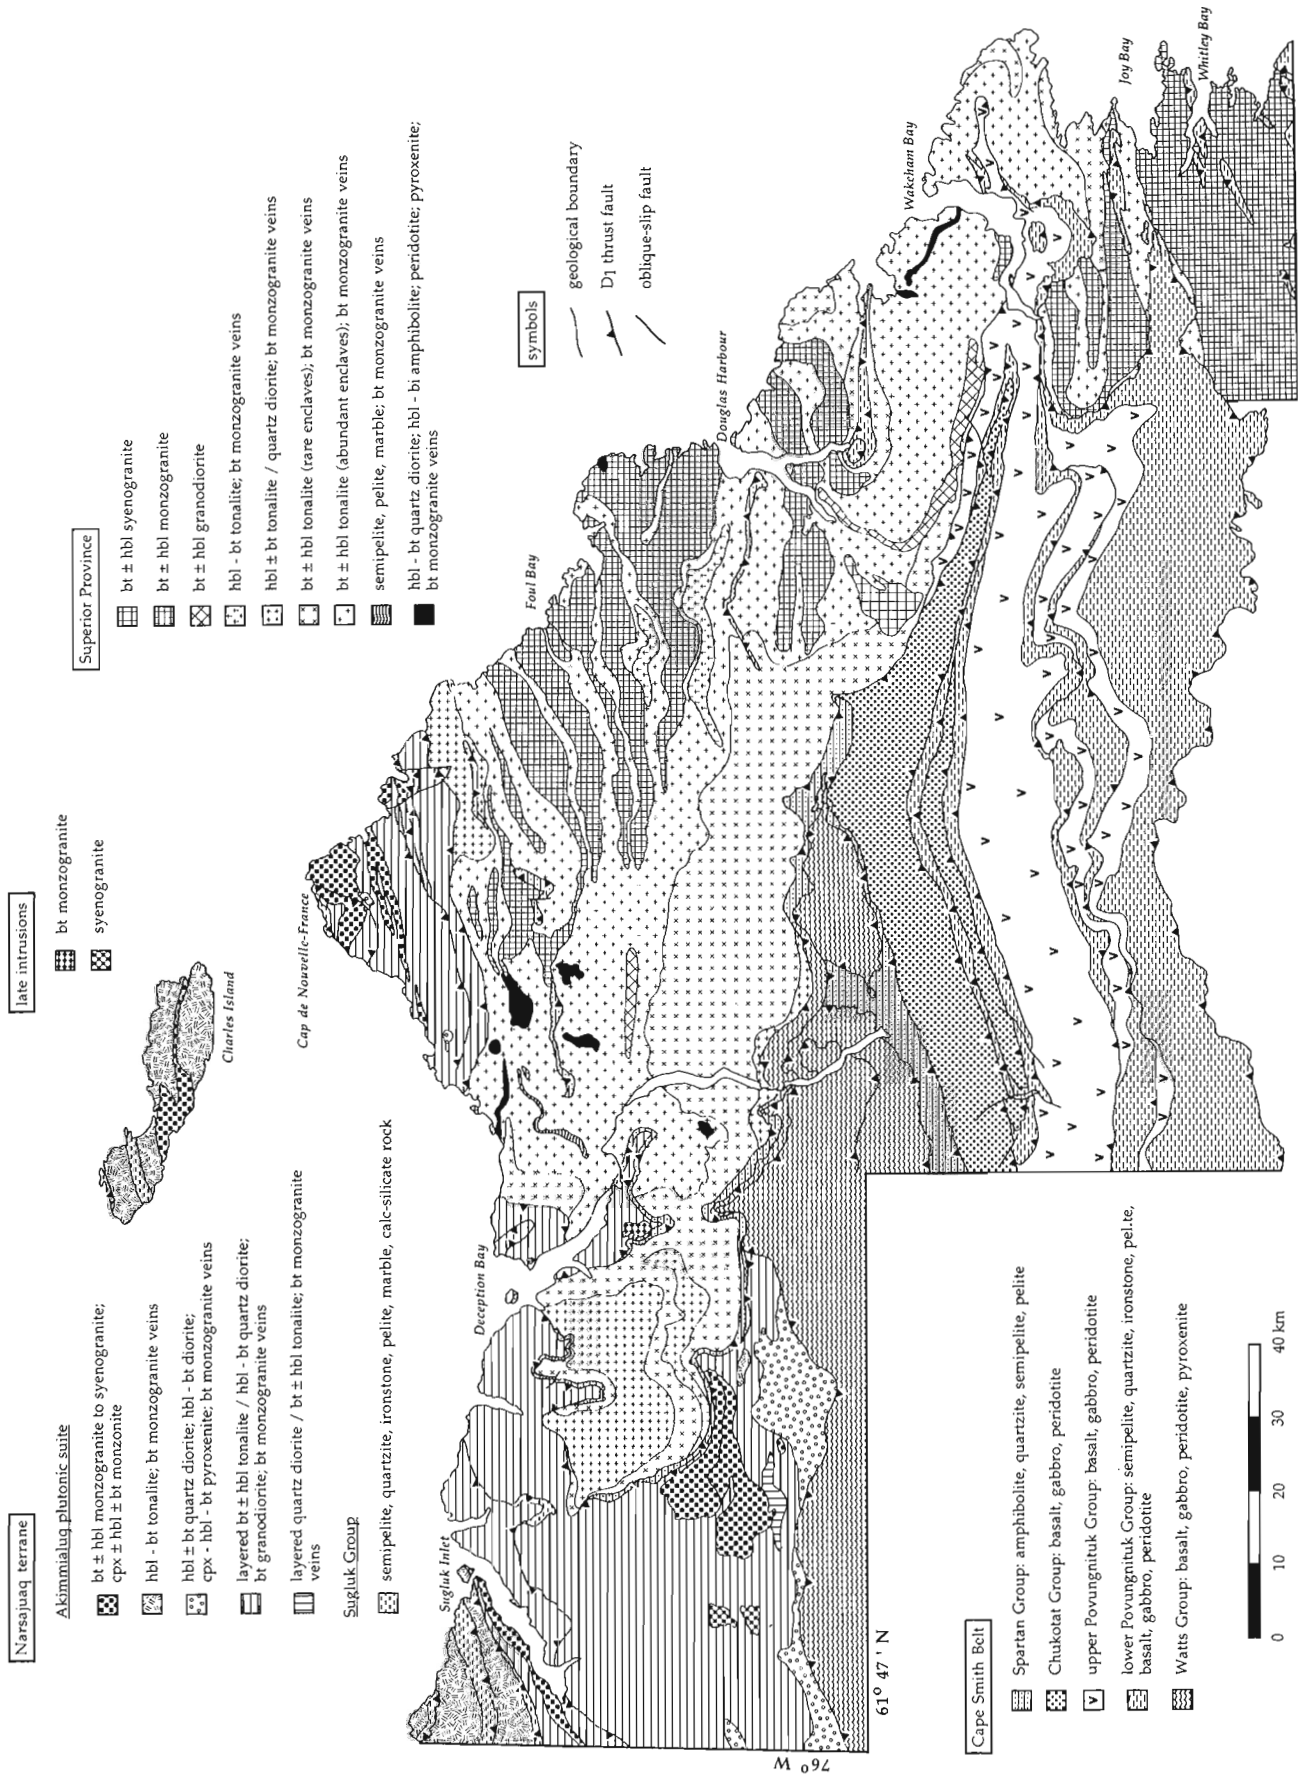 Narsajuaq terrane
Akimmialuq plutonic suite
bt ± hbl monzogranite to syenogranite;
cpx ± hbl ± bt monzonite
hbl - bt tonalite; bt monzogranite veins
hbl ± bt quartz diorite; hbl - bt diorite;
cpx - hbl - bt pyroxenite; bt monzogranite veins
layered bt ± hbl tonalite / hbl - bt quartz diorite;
bt granodiorite; bt monzogranite veins
layered quartz diorite / bt ± hbl tonalite; bt monzogranite
veins
Sugluk Group
semipelite, quartzite, ironstone, pelite, marble, calc-silicate rock
late intrusions
bt monzogranite
syenogranite
Superior Province
bt ± hbl syenogranite
bt ± hbl monzogranite
bt ± hbl granodiorite
hbl - bt tonalite; bt monzogranite veins
hbl ± bt tonalite / quartz diorite; bt monzogranite veins
bt ± hbl tonalite (rare enclaves); bt monzogranite veins
bt ± hbl tonalite (abundant enclaves); bt monzogranite veins
semipelite, pelite, marble; bt monzogranite veins
hbl - bt quartz diorite; hbl - bi amphibolite; peridotite; pyroxenite;
bt monzogranite veins
symbols
geological boundary
D1 thrust fault
oblique-slip fault
Charles Island
Cap de Nouvelle-France
Sugluk Inlet
Deception Bay
Foul Bay
Douglas Harbour
Wakeham Bay
Joy Bay
Whitley Bay
76° W
61° 47' N
Cape Smith Belt
Spartan Group: amphibolite, quartzite, semipelite, pelite
Chukotat Group: basalt, gabbro, peridotite
upper Povungnituk Group: basalt, gabbro, peridotite
lower Povungnituk Group: semipelite, quartzite, ironstone, pel.te,
basalt, gabbro, peridotite
Watts Group: basalt, gabbro, peridotite, pyroxenite
0 10 20 30 40 km